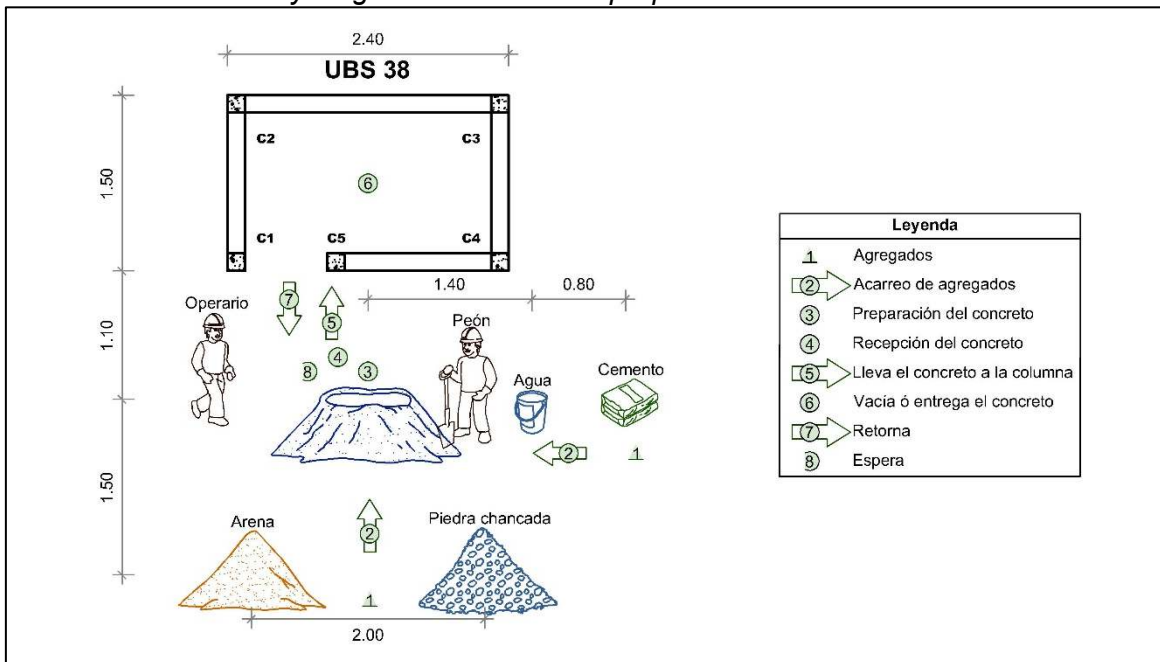 2.40
UBS 38
C2
C3
6
1.50
C1
C5
C4
1.40
0.80
Operario
7
5
Peón
1.10
4
8
3
Agua
Cemento
2
1
1.50
Arena
2
Piedra chancada
1
2.00
Leyenda
1 Agregados
2 Acarreo de agregados
3 Preparación del concreto
4 Recepción del concreto
5 Lleva el concreto a la columna
6 Vacía ó entrega el concreto
7 Retorna
8 Espera